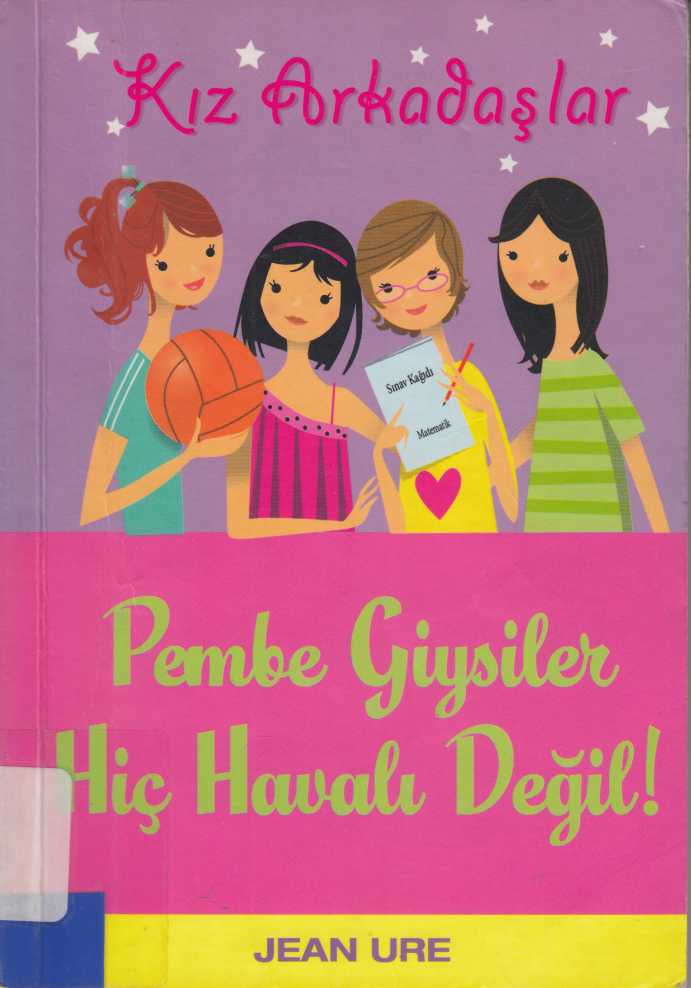 Kız Arkadaşlar
Sınav Kağıdı
Matematik
Pembe Giysiler
Hiç Havalı Değil!
JEAN URE